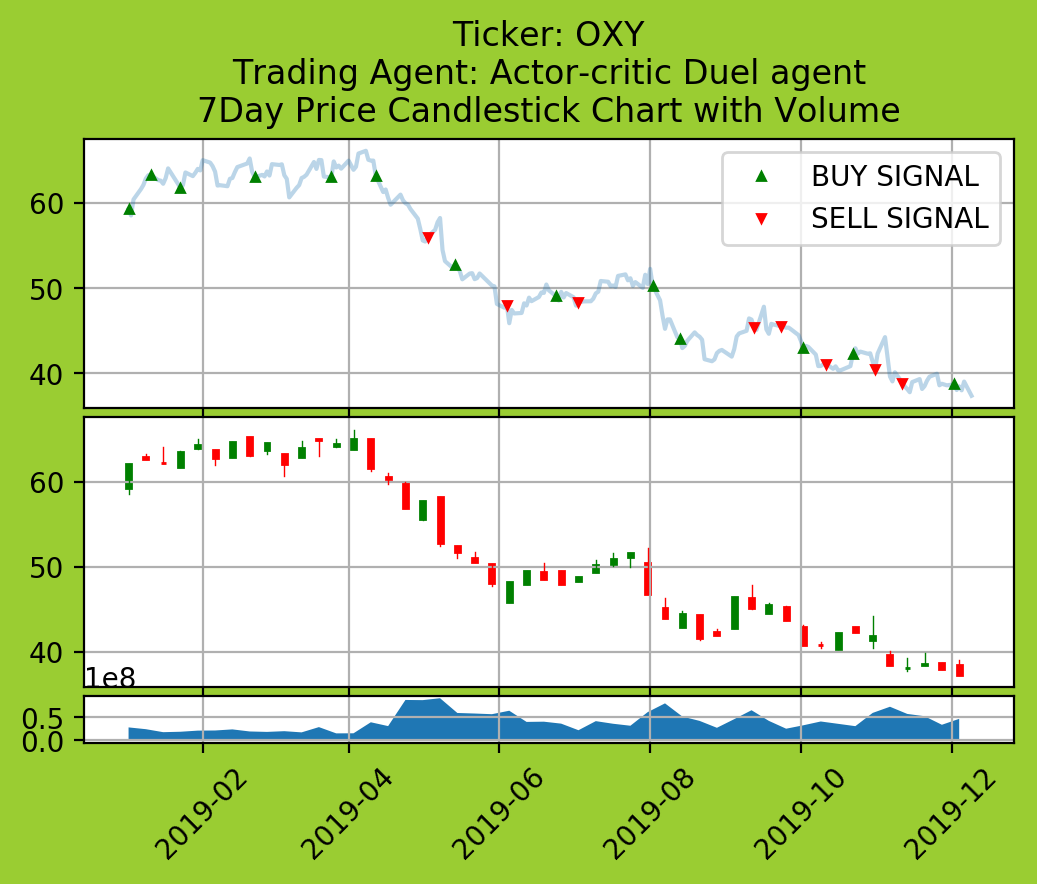 Ticker: OXY
Trading Agent: Actor-critic Duel agent
7Day Price Candlestick Chart with Volume
BUY SIGNAL
SELL SIGNAL
60
50
40
60
50
40
1e8
0.5
0.0
2019-02
2019-04
2019-06
2019-08
2019-10
2019-12